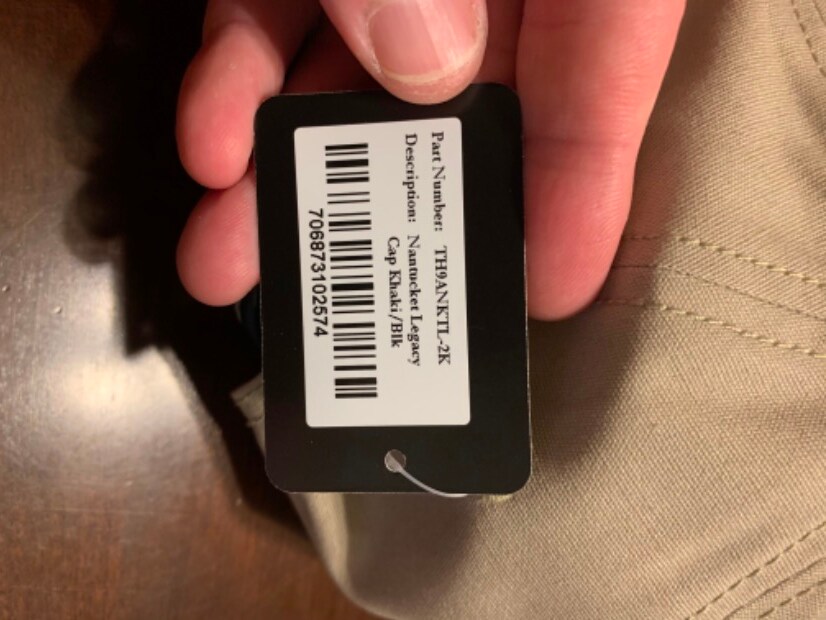 Part Number: TH9ANKTL-2K
Description: Nantucket Legacy
Cap Khaki/Blk
706873102574